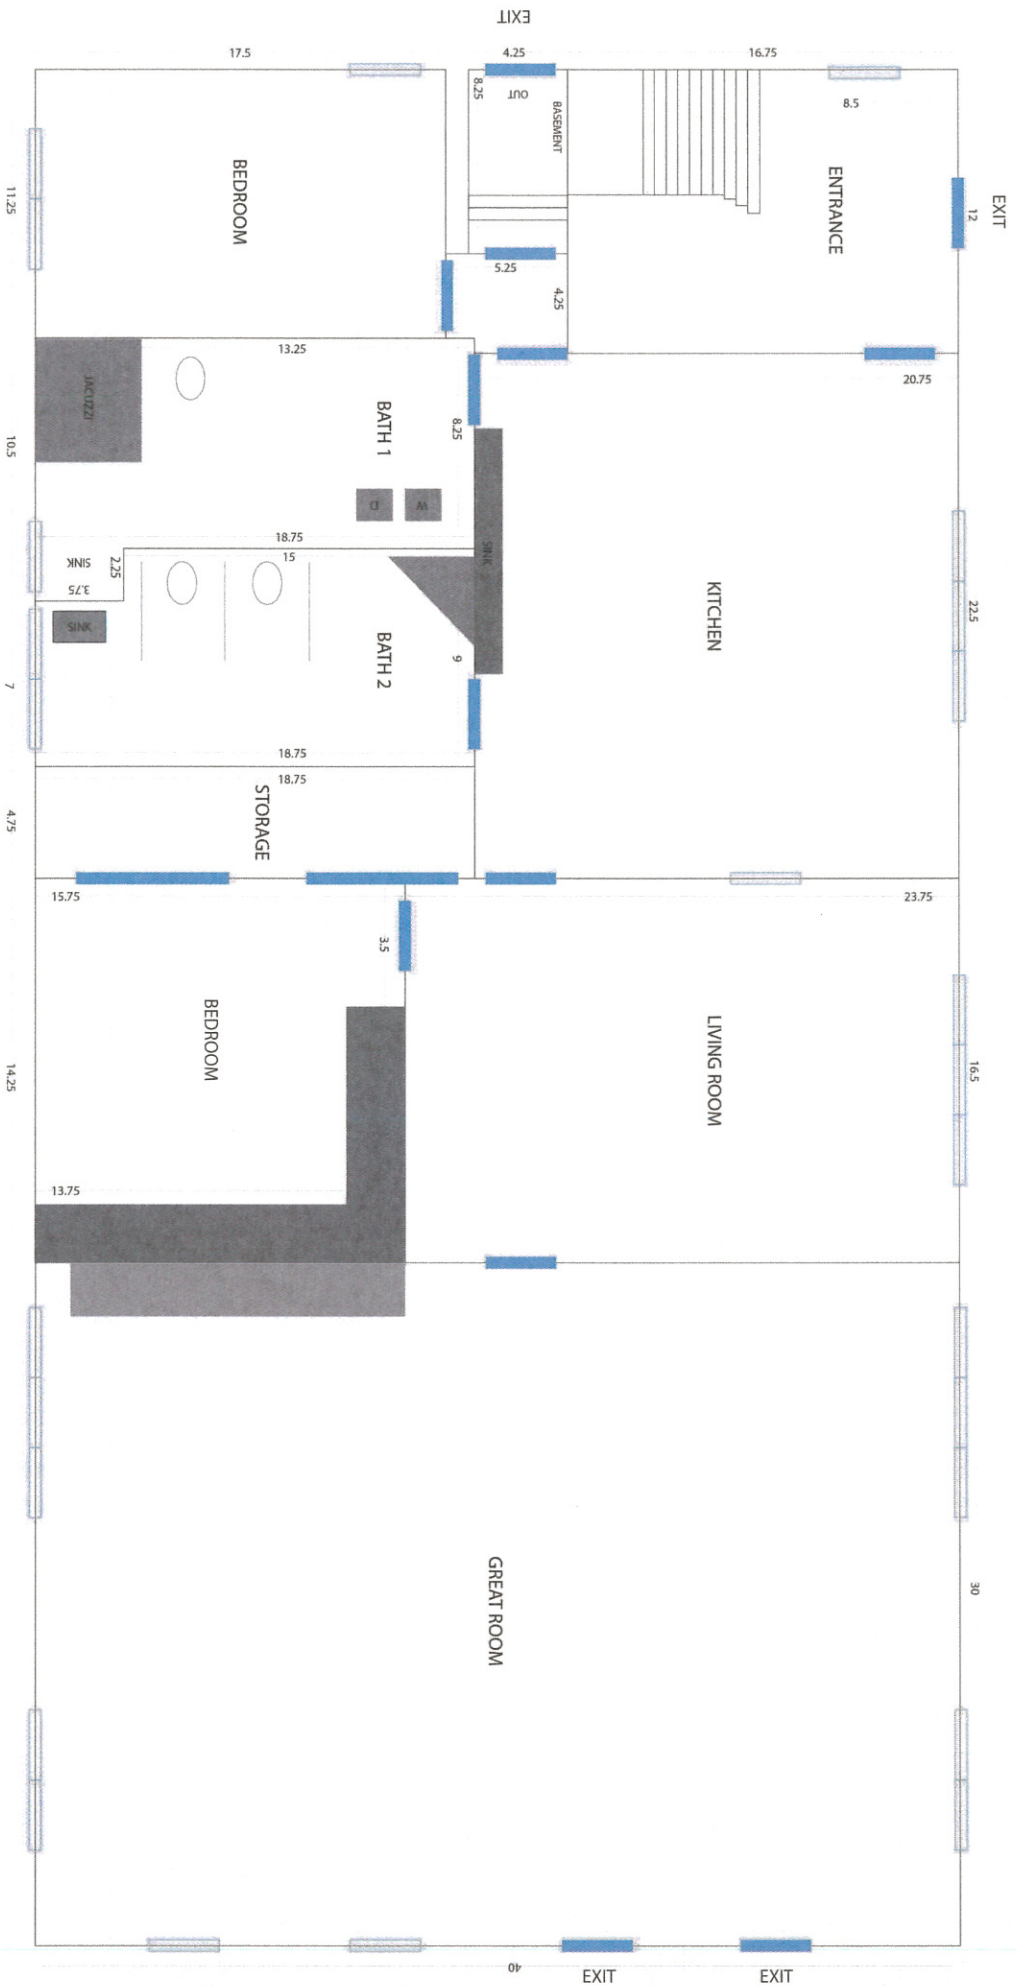 EXIT
17.5
4.25
16.75
8.25
OUT
BASEMENT
8.5
ENTRANCE
12
EXIT
11.25
BEDROOM
5.25
4.25
13.25
20.75
JACUZZI
BATH 1
8.25
10.5
D
W
SINK
18.75
15
SINK
2.25
3.75
SINK
BATH 2
9
KITCHEN
22.5
7
18.75
18.75
STORAGE
4.75
15.75
23.75
3.5
BEDROOM
LIVING ROOM
16.5
14.25
13.75
GREAT ROOM
30
40
EXIT
EXIT